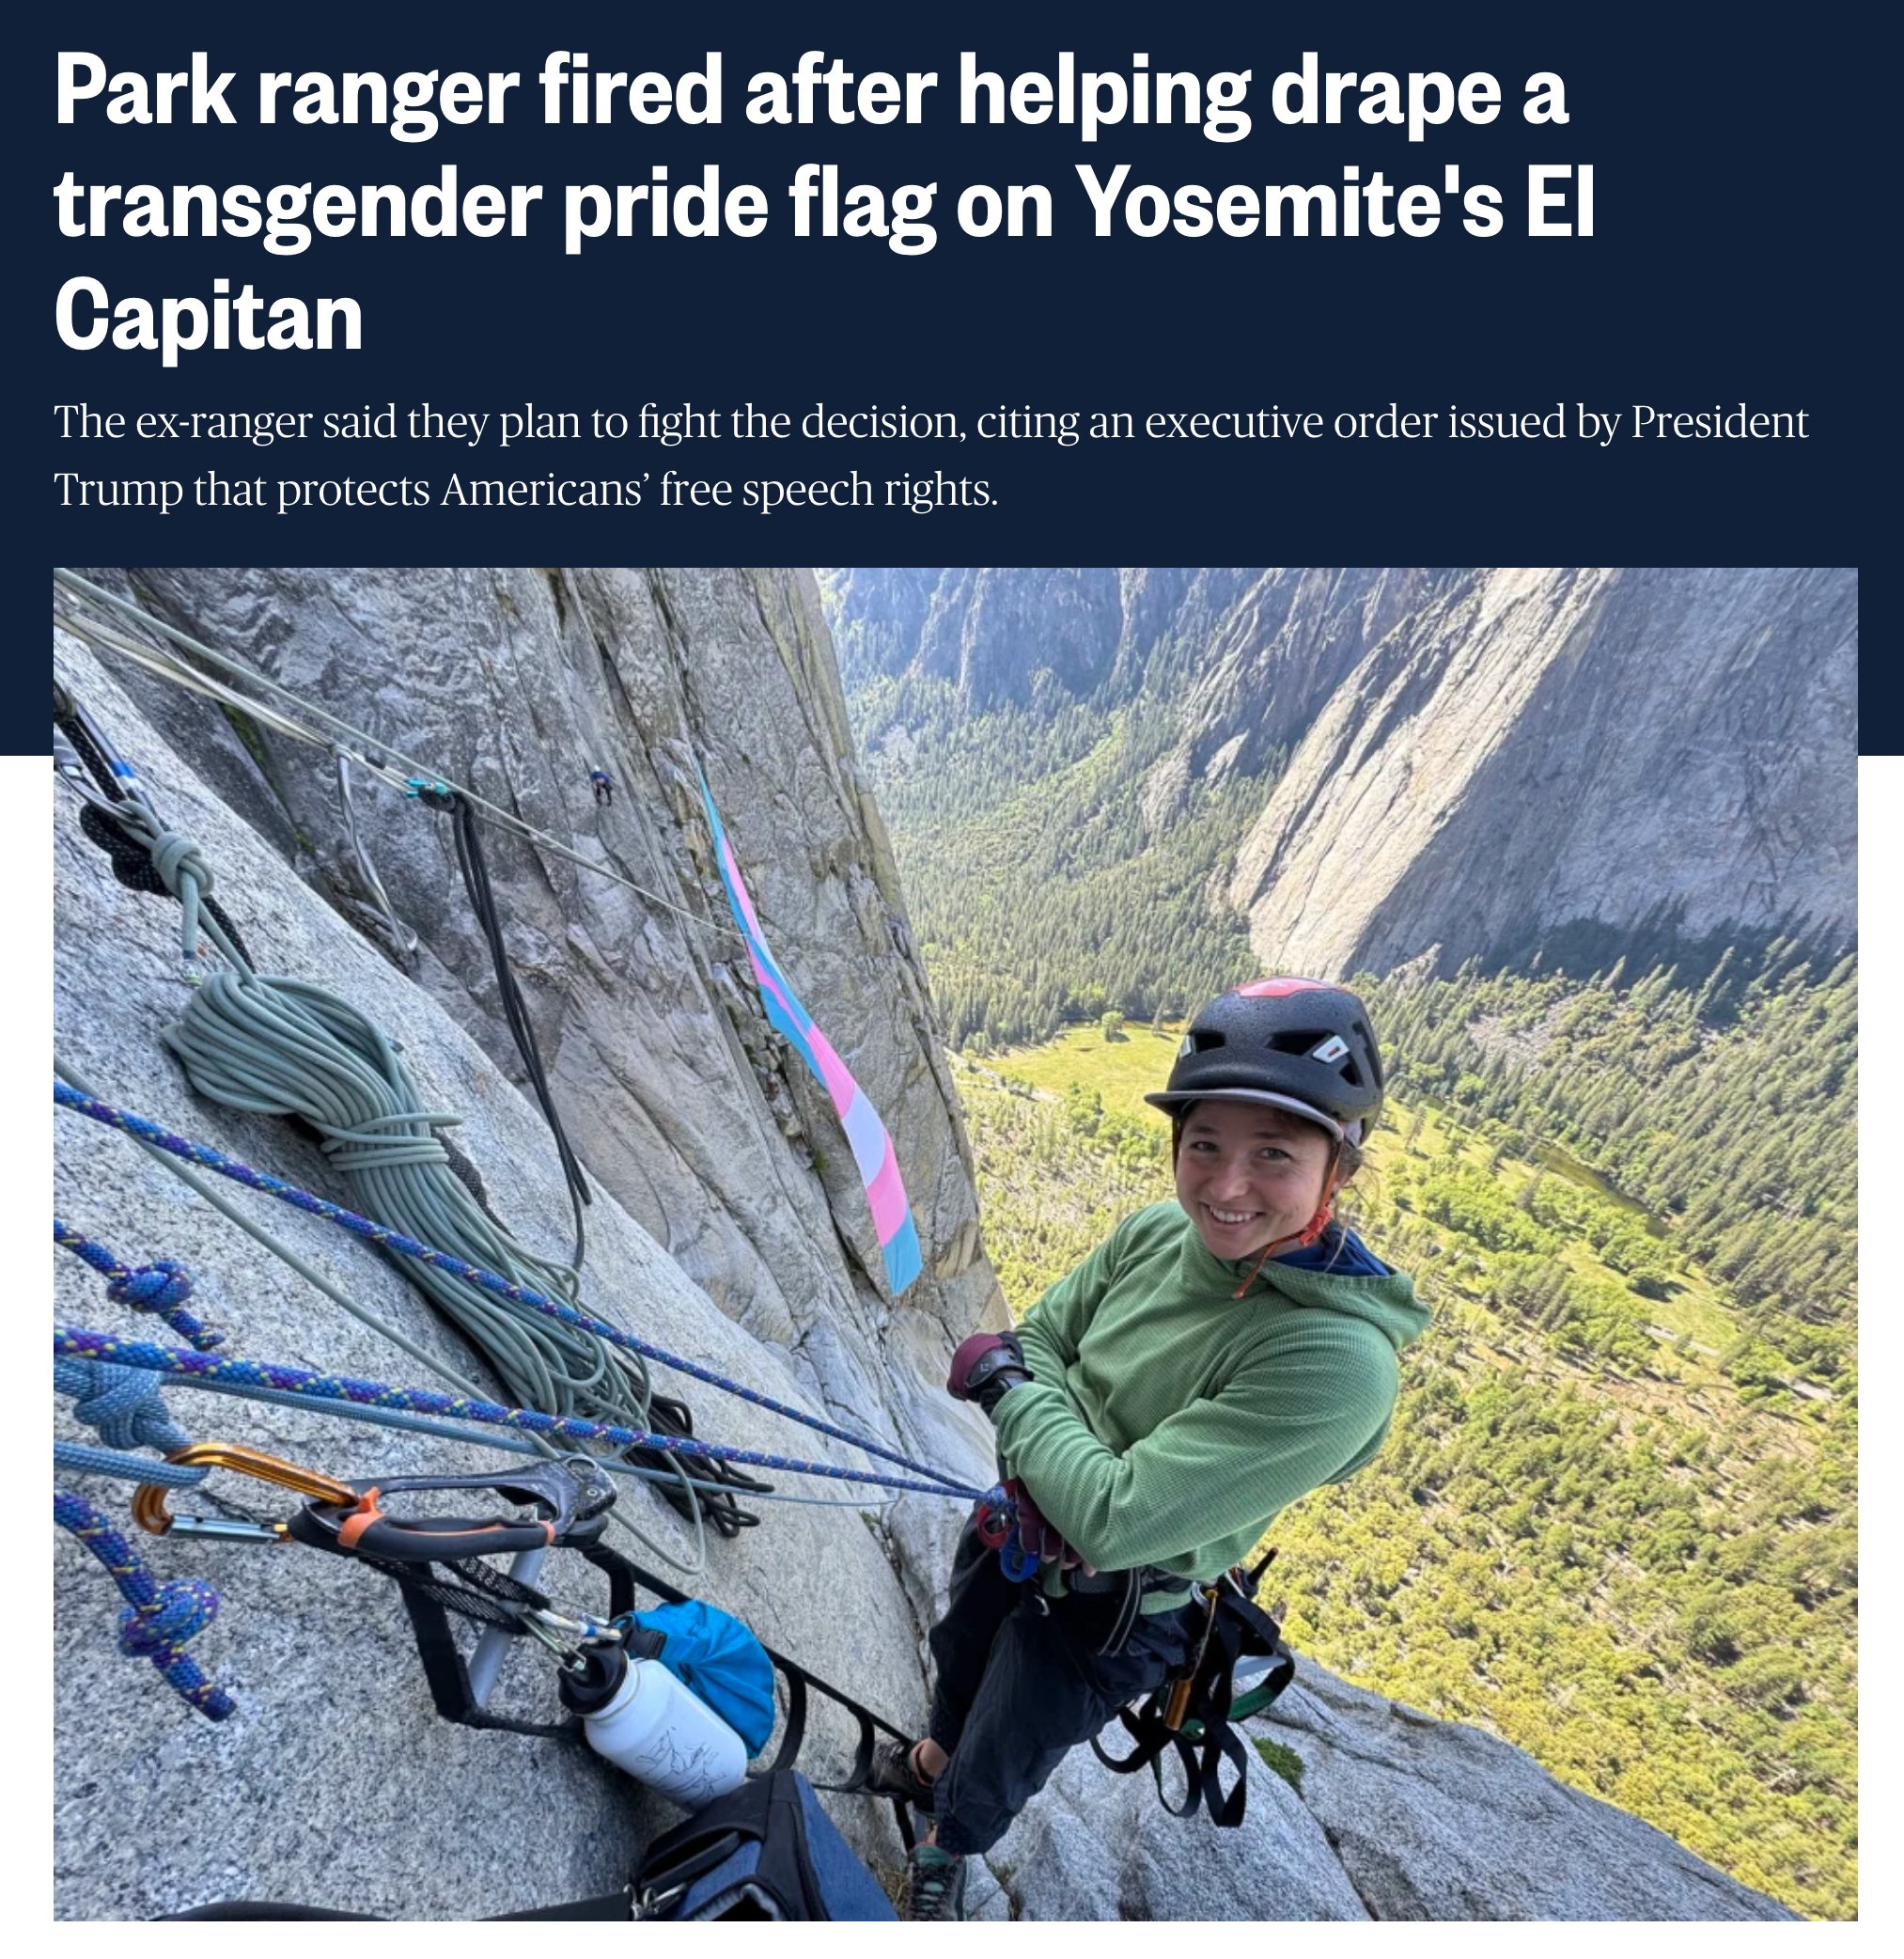 Park ranger fired after helping drape a
transgender pride flag on Yosemite's El
Capitan
The ex-ranger said they plan to fight the decision, citing an executive order issued by President
Trump that protects Americans’ free speech rights.